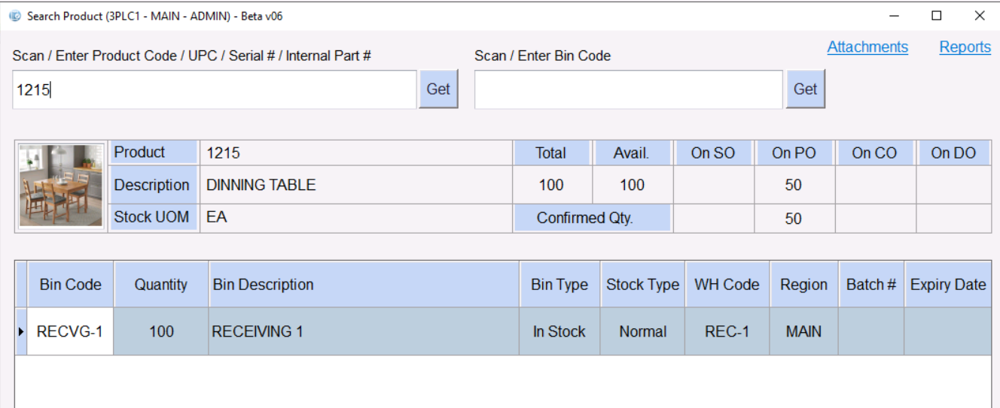 Search Product (3PLC1 - MAIN - ADMIN) - Beta v06
Attachments Reports
Scan / Enter Product Code / UPC / Serial # / Internal Part # Scan / Enter Bin Code
1215 Get Get
Product 1215 Total Avail. On SO On PO On CO On DO
Description DINNING TABLE 100 100 50
Stock UOM EA Confirmed Qty. 50
Bin Code Quantity Bin Description Bin Type Stock Type WH Code Region Batch # Expiry Date
RECVG-1 100 RECEIVING 1 In Stock Normal REC-1 MAIN